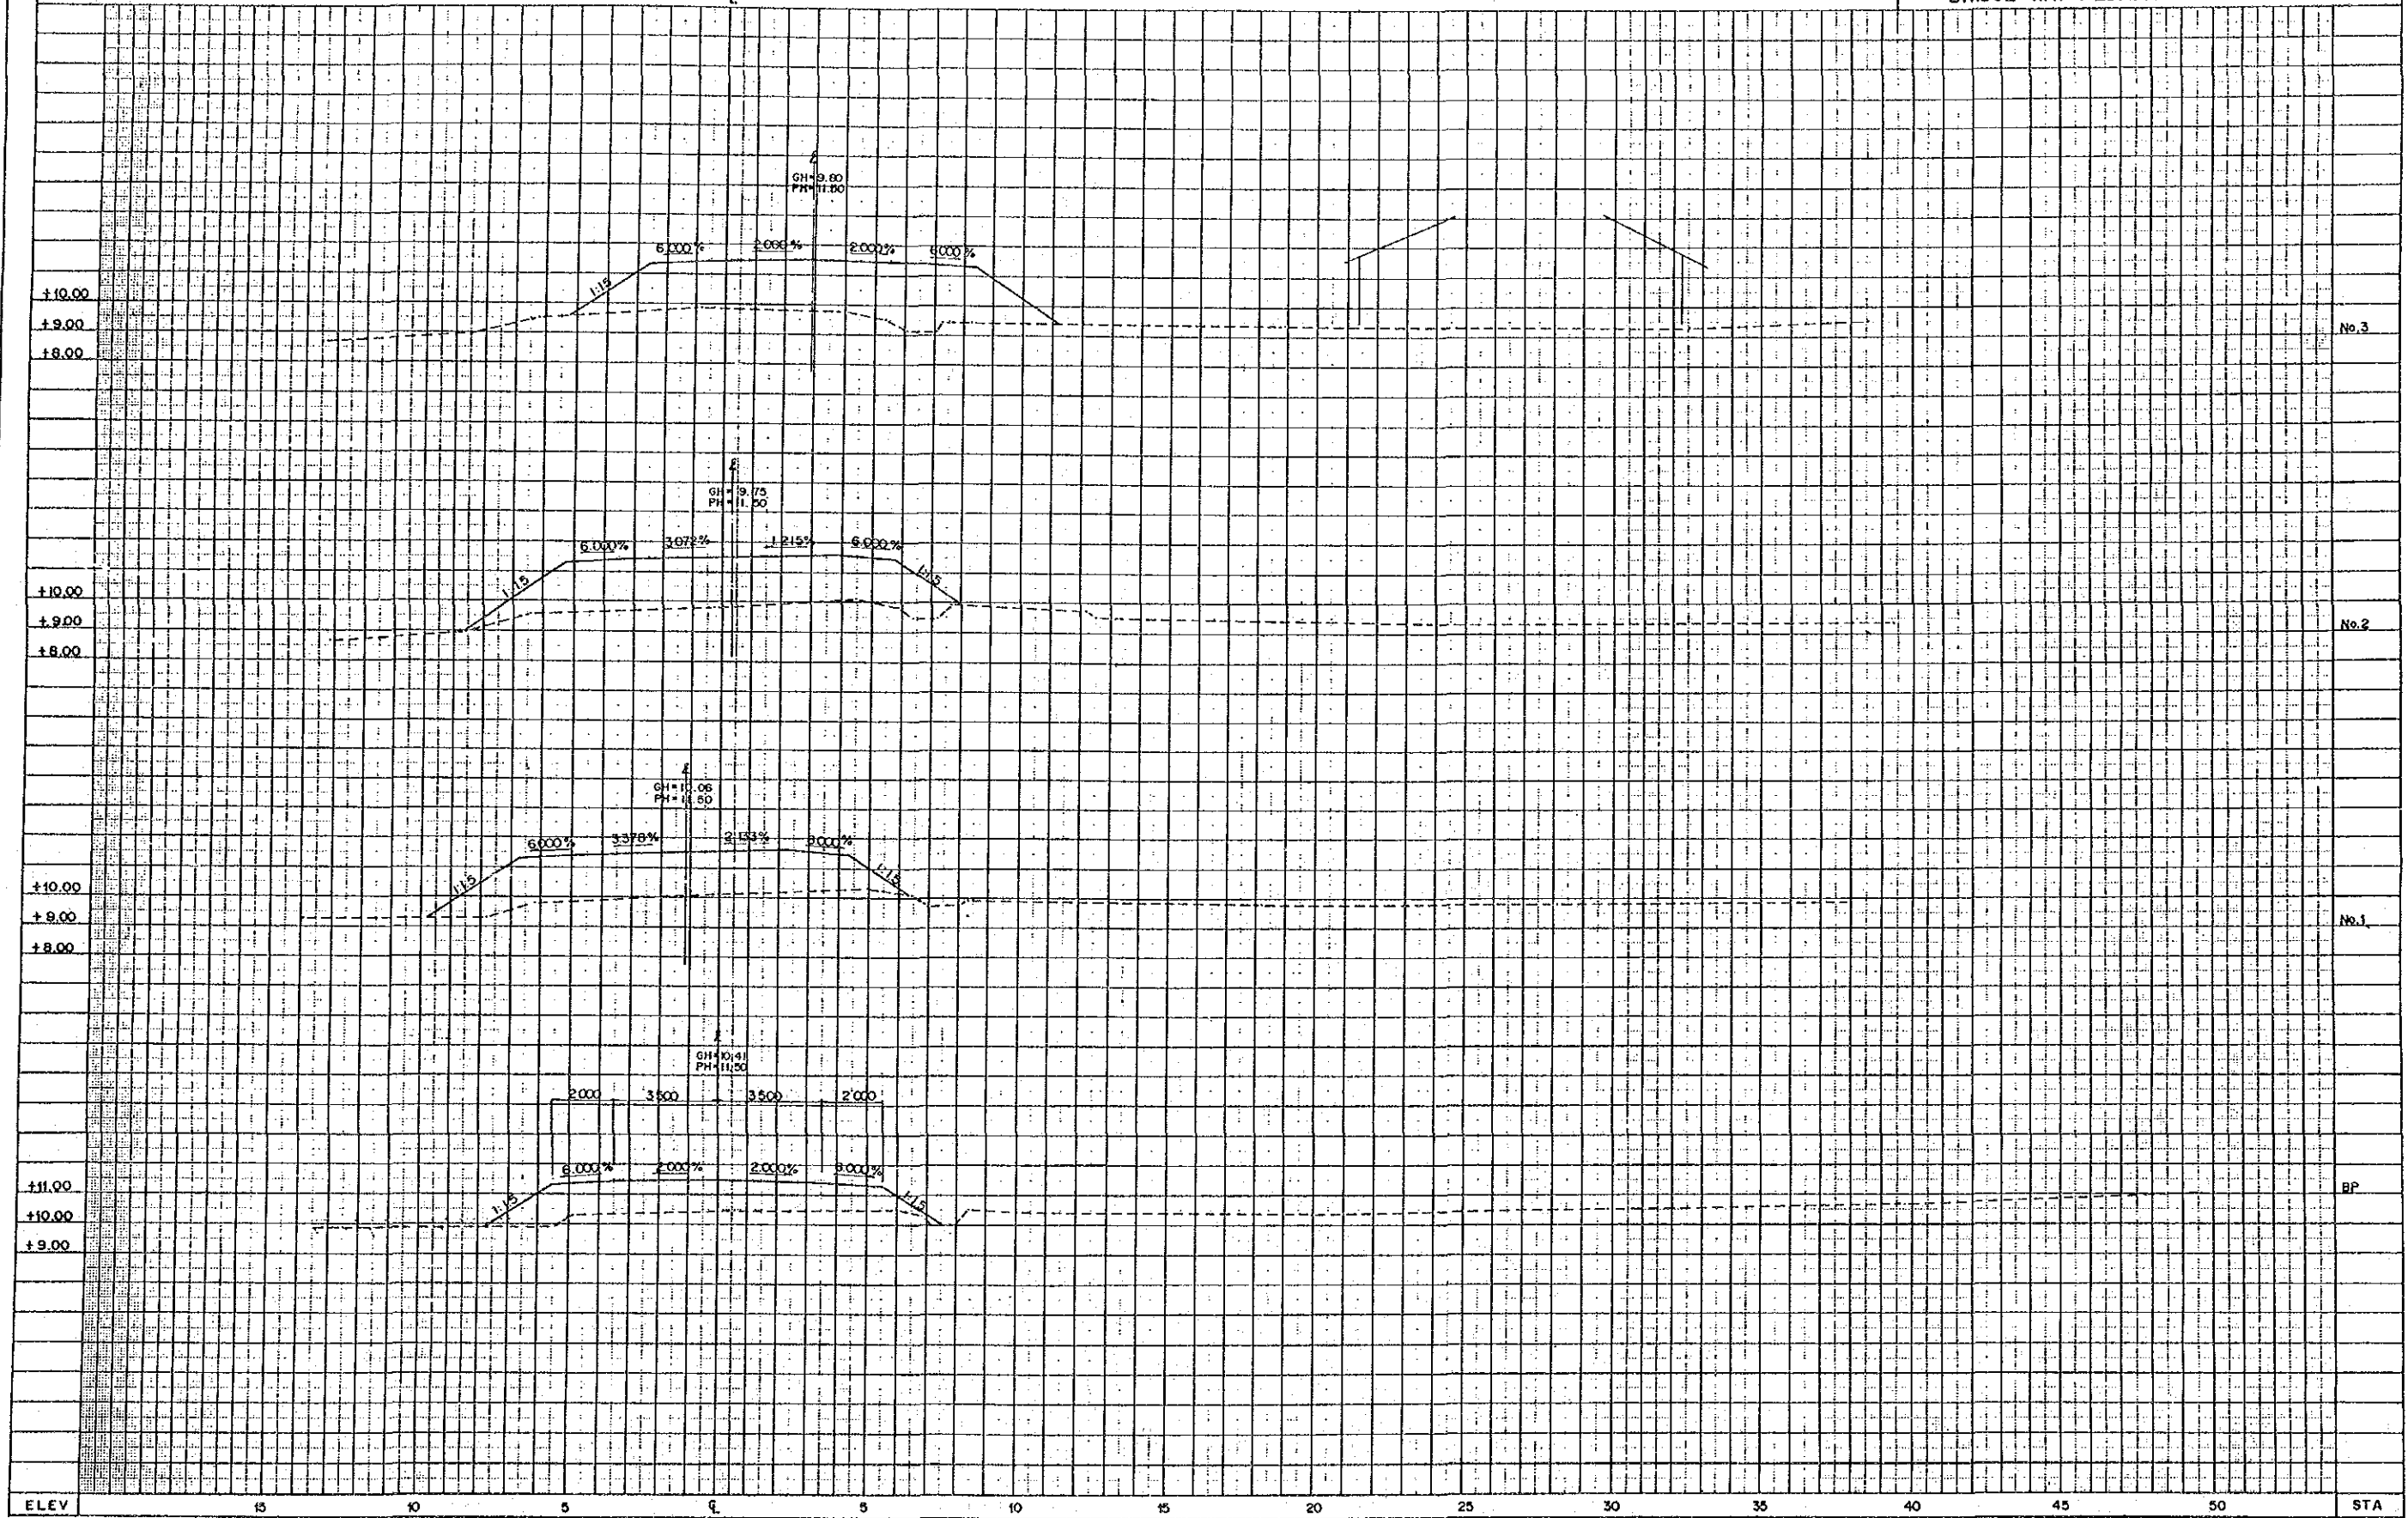 GH=9.80
PH=11.50
6.000% 2.000% 2.000% 6.000%
1:1.5
+10.00
+9.00
No.3
+8.00
GH=9.75
PH=11.50
6.000% 3.072% 1.215% 6.000%
1:1.5 1:1.5
+10.00
+9.00
No.2
+8.00
GH=10.06
PH=11.50
6.000% 3.378% 2.133% 6.000%
1:1.5 1:1.5
+10.00
+9.00
No.1
+8.00
GH=10.41
PH=11.50
2.000 3.500 3.500 2.000
6.000% 2.000% 2.000% 6.000%
1:1.5 1:1.5
+11.00
BP
+10.00
+9.00
ELEV 15 10 5 ℄ 5 10 15 20 25 30 35 40 45 50 STA